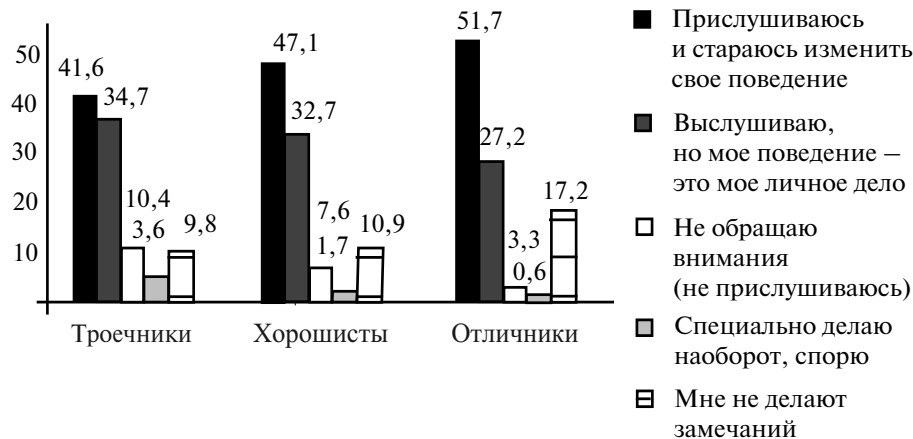 50
40
30
20
10
41,6
34,7
10,4
3,6
9,8
47,1
32,7
7,6
1,7
10,9
51,7
27,2
3,3
0,6
17,2
Троечники
Хорошисты
Отличники
Прислушиваюсь
и стараюсь изменить
свое поведение
Выслушиваю,
но мое поведение –
это мое личное дело
Не обращаю
внимания
(не прислушиваюсь)
Специально делаю
наоборот, спорю
Мне не делают
замечаний